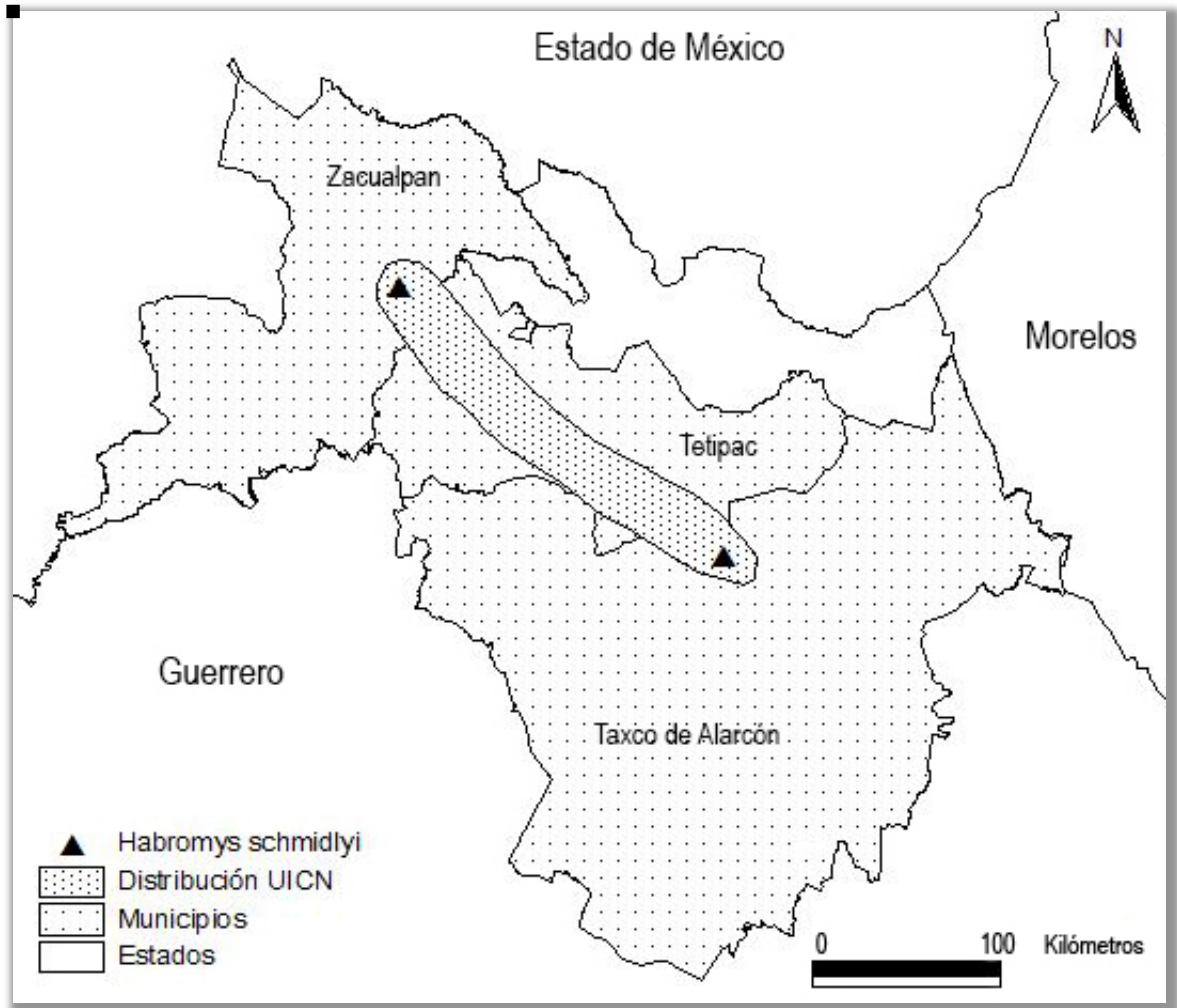 Estado de México
N
Zacualpan
Morelos
Tetipac
Guerrero
Taxco de Alarcón
Habromys schmidlyi
Distribución UICN
Municipios
Estados
0 100 Kilómetros